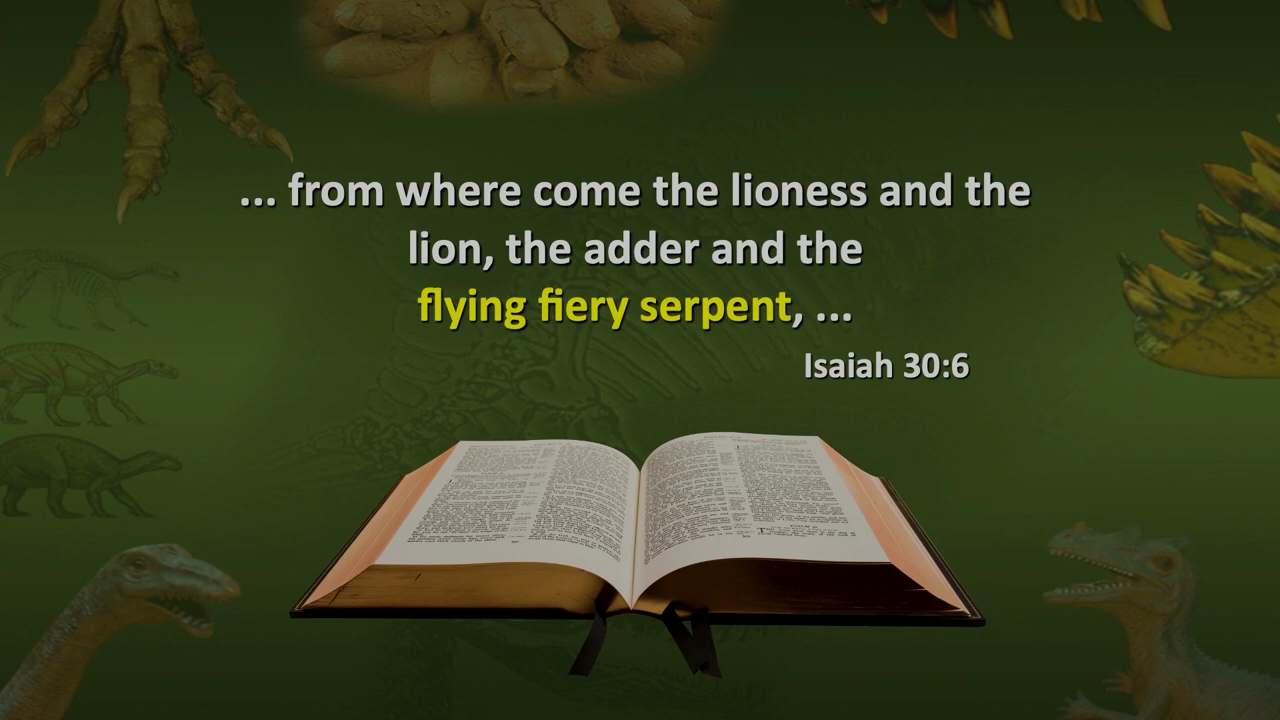 ... from where come the lioness and the
lion, the adder and the
flying fiery serpent, ...
Isaiah 30:6